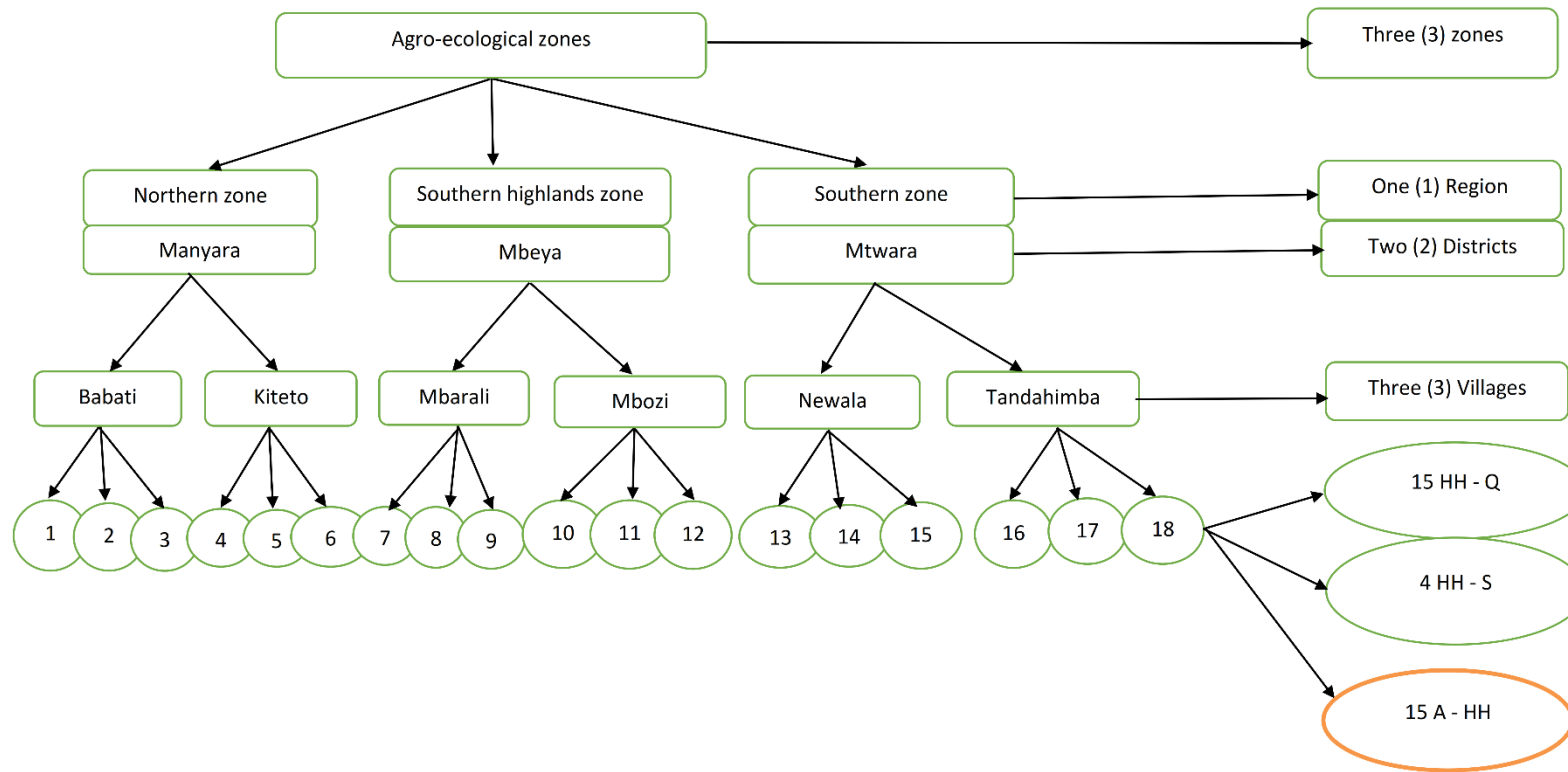 Agro-ecological zones
Three (3) zones
Northern zone
Southern highlands zone
Southern zone
One (1) Region
Manyara
Mbeya
Mtwara
Two (2) Districts
Babati
Kiteto
Mbarali
Mbozi
Newala
Tandahimba
Three (3) Villages
1
2
3
4
5
6
7
8
9
10
11
12
13
14
15
16
17
18
15 HH - Q
4 HH - S
15 A - HH